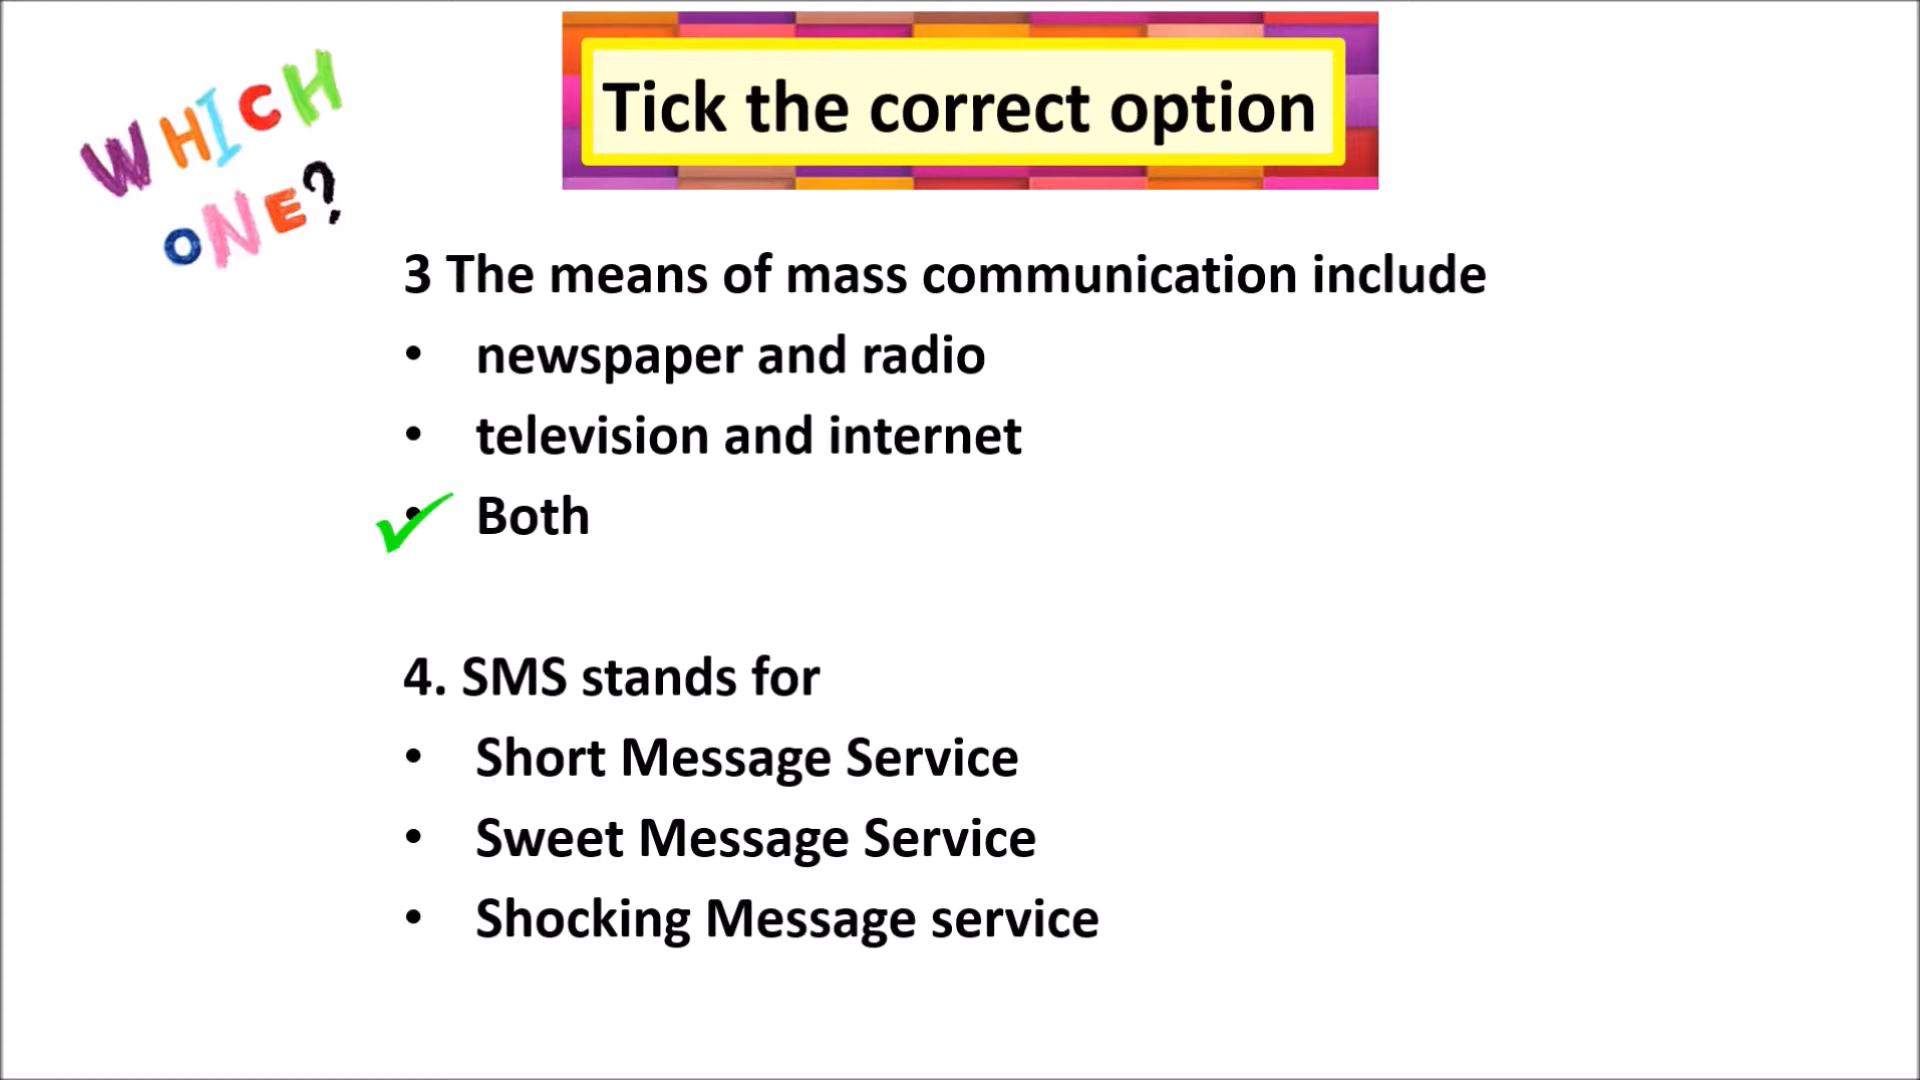 WHICH
ONE?
Tick the correct option
3 The means of mass communication include
• newspaper and radio
• television and internet
• Both
4. SMS stands for
• Short Message Service
• Sweet Message Service
• Shocking Message service